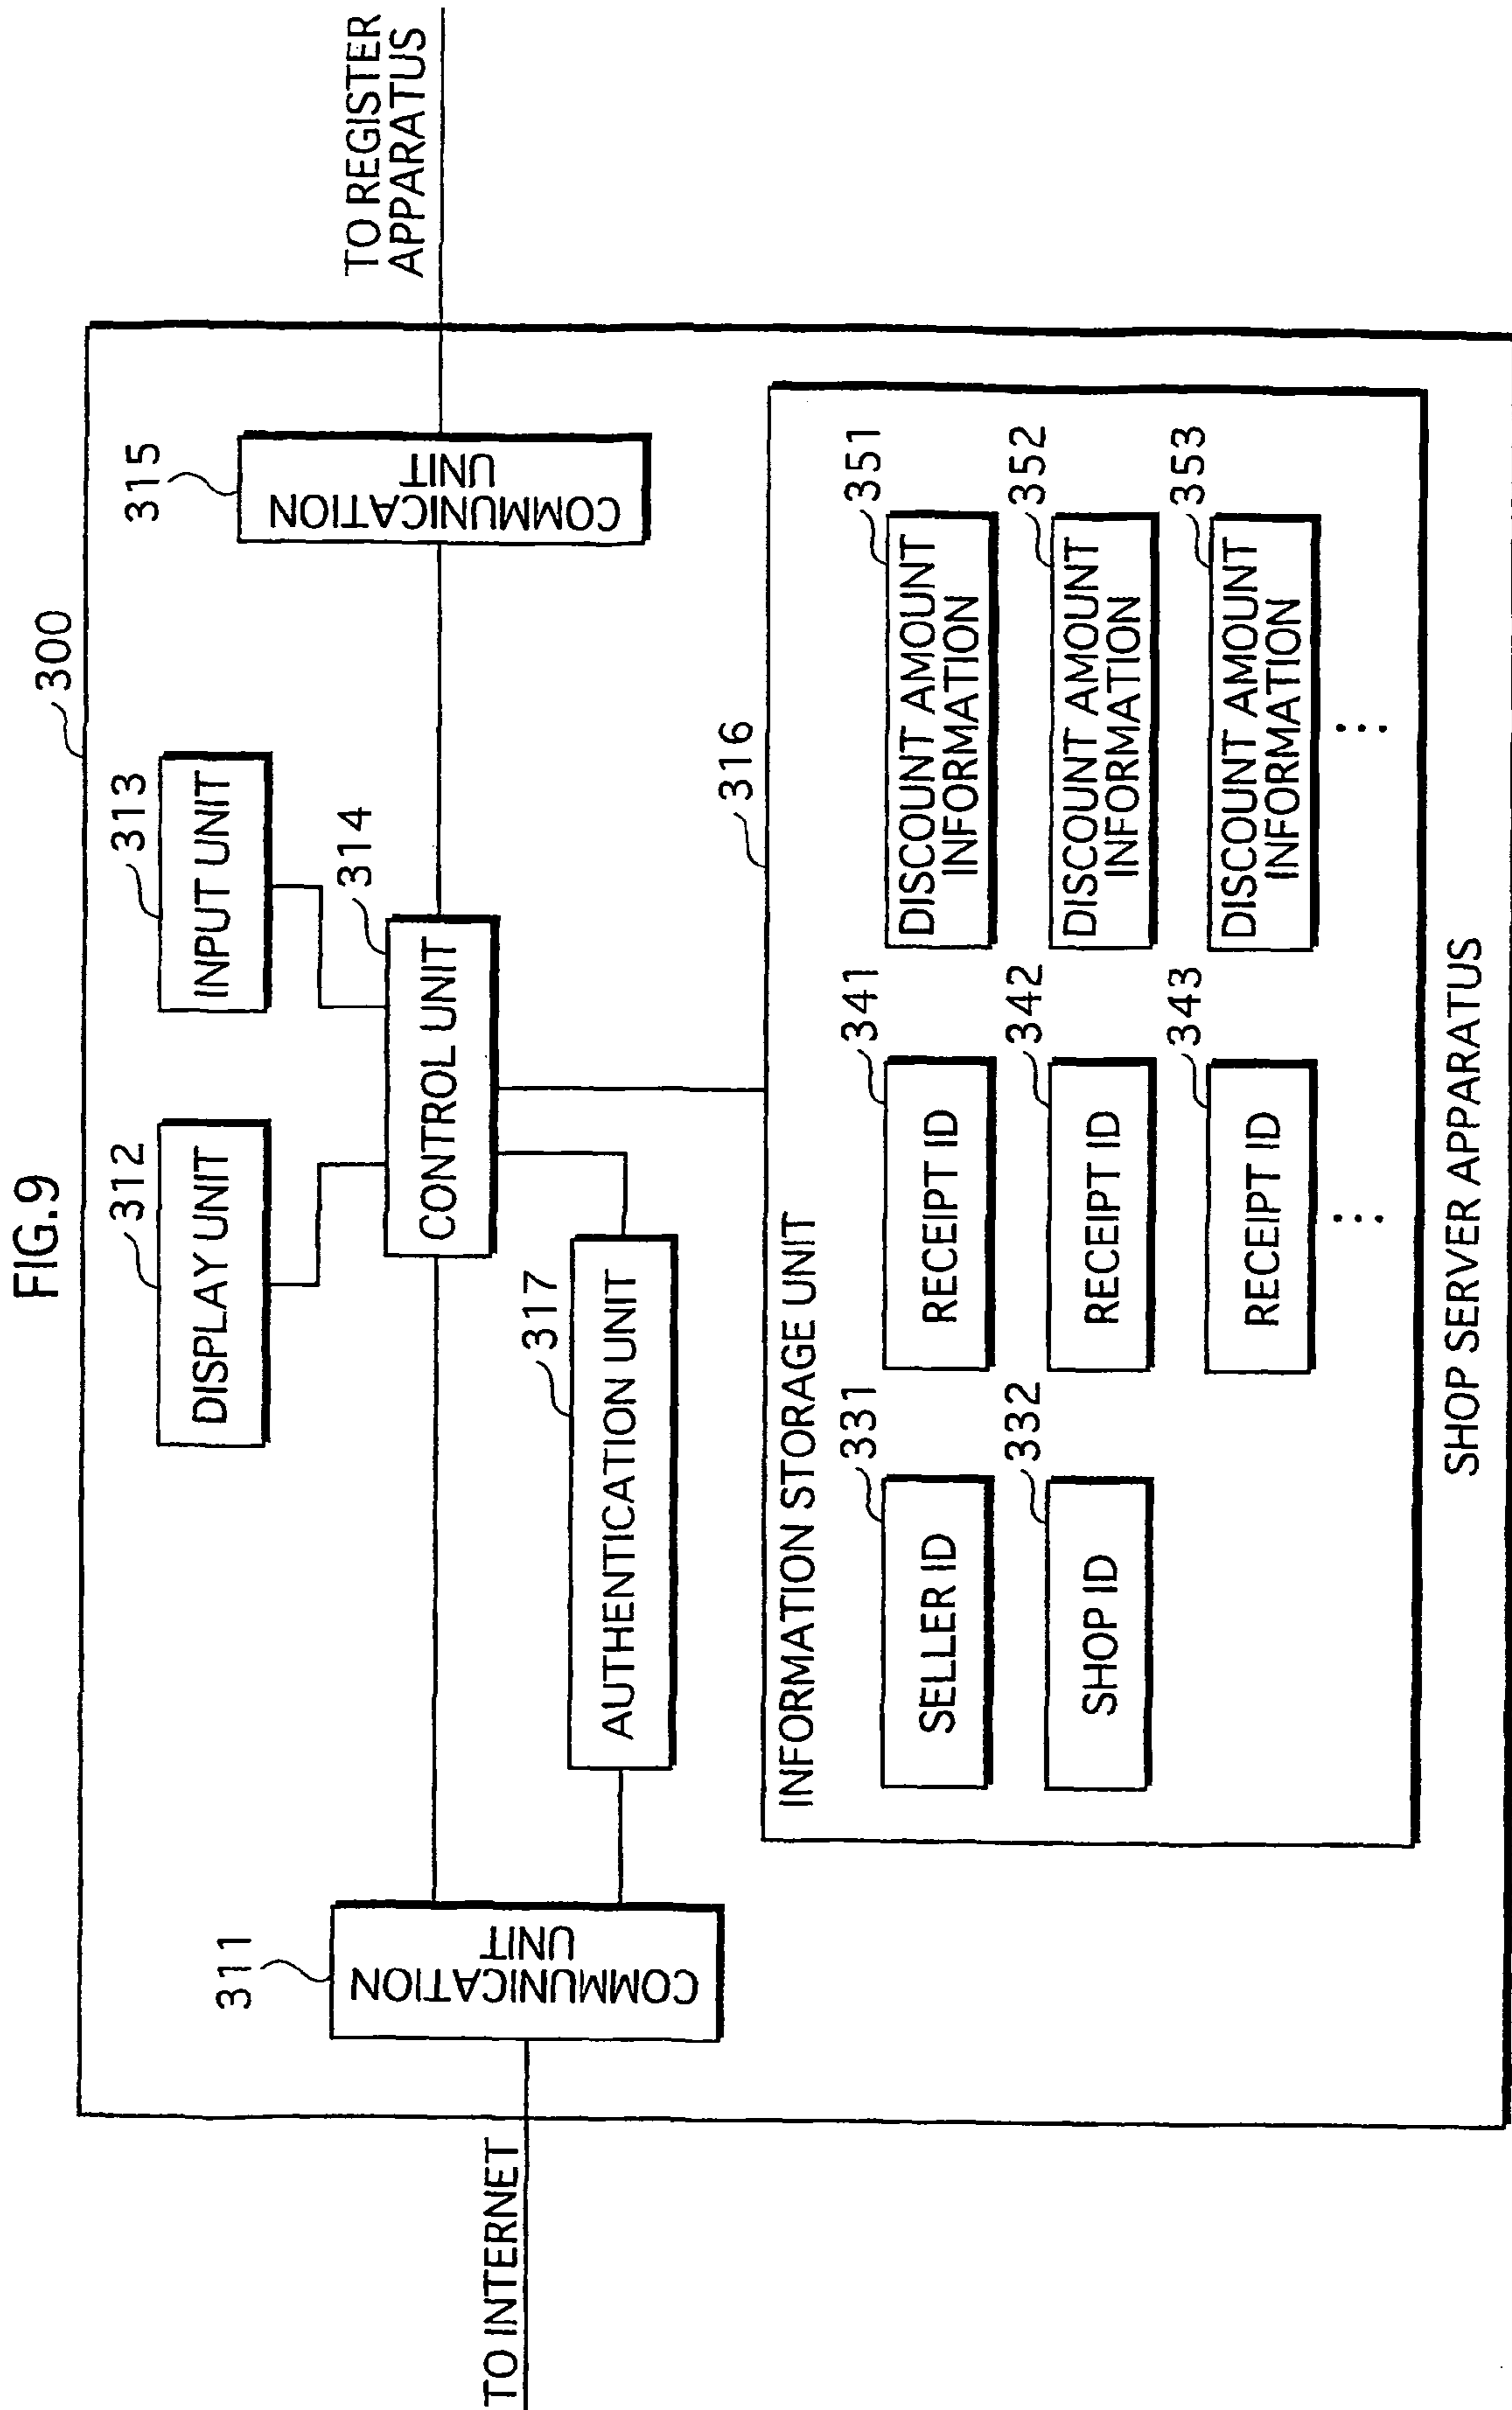 FIG.9
300
312
DISPLAY UNIT
313
INPUT UNIT
311
COMMUNICATION
UNIT
314
CONTROL UNIT
315
COMMUNICATION
UNIT
TO REGISTER
APPARATUS
TO INTERNET
317
AUTHENTICATION UNIT
316
INFORMATION STORAGE UNIT
331
SELLER ID
341
RECEIPT ID
351
DISCOUNT AMOUNT
INFORMATION
332
SHOP ID
342
RECEIPT ID
352
DISCOUNT AMOUNT
INFORMATION
343
RECEIPT ID
353
DISCOUNT AMOUNT
INFORMATION
SHOP SERVER APPARATUS